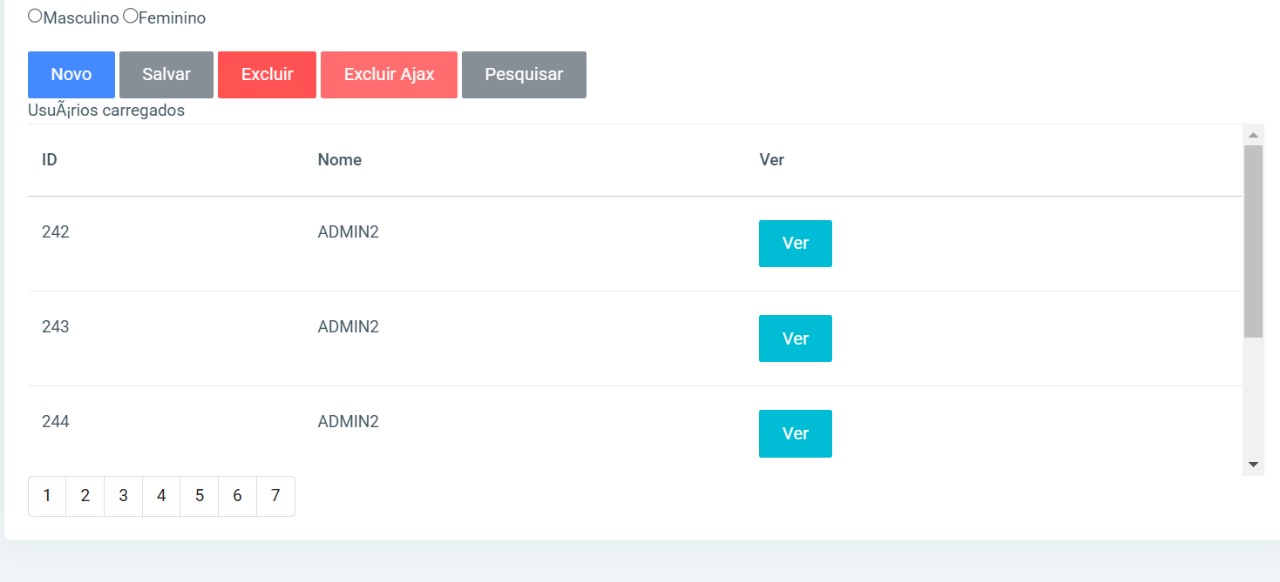 Masculino Feminino
Novo Salvar Excluir Excluir Ajax Pesquisar
UsuÃ¡rios carregados
ID Nome Ver
242 ADMIN2 Ver
243 ADMIN2 Ver
244 ADMIN2 Ver
1 2 3 4 5 6 7